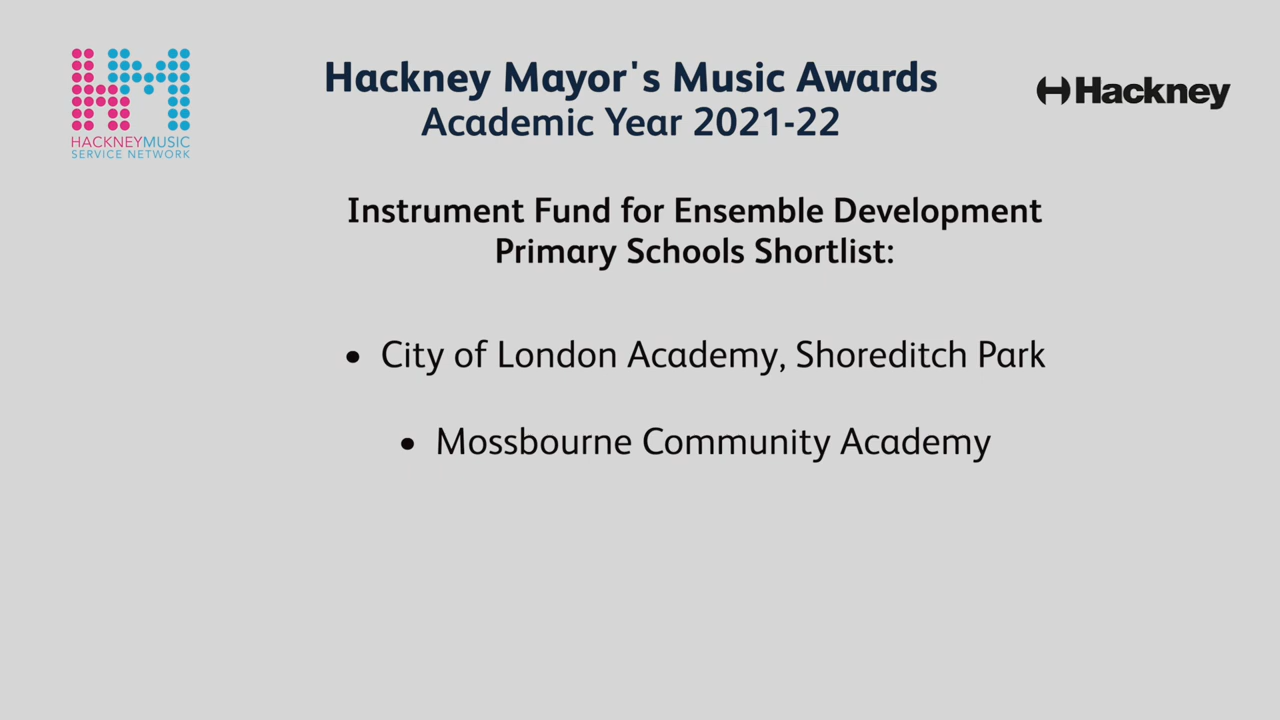 HACKNEYMUSIC
SERVICE NETWORK
Hackney Mayor's Music Awards
Academic Year 2021-22
Hackney
Instrument Fund for Ensemble Development
Primary Schools Shortlist:
• City of London Academy, Shoreditch Park
• Mossbourne Community Academy